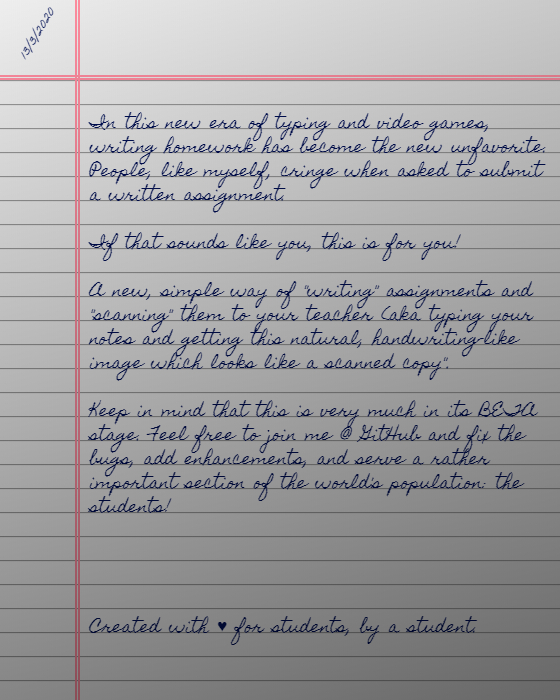 13/3/2020
In this new era of typing and video games,
writing homework has become the new unfavorite.
People, like myself, cringe when asked to submit
a written assignment.
If that sounds like you, this is for you!
A new, simple way of "writing" assignments and
"scanning" them to your teacher (aka typing your
notes and getting this natural, handwriting-like
image which looks like a scanned copy".
Keep in mind that this is very much in its BETA
stage. Feel free to join me @ GitHub and fix the
bugs, add enhancements, and serve a rather
important section of the world's population: the
students!
Created with ♥ for students, by a student.